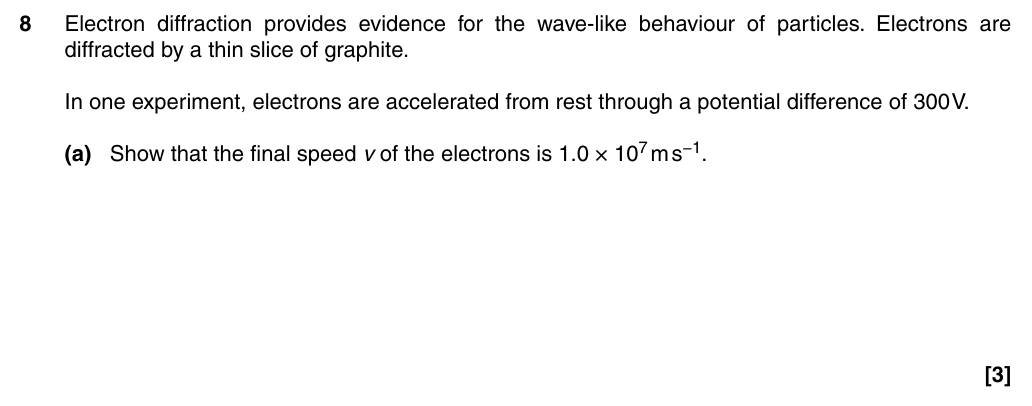 8 Electron diffraction provides evidence for the wave-like behaviour of particles. Electrons are
diffracted by a thin slice of graphite.
In one experiment, electrons are accelerated from rest through a potential difference of 300V.
(a) Show that the final speed v of the electrons is 1.0 × 10⁷ m s⁻¹.
[3]